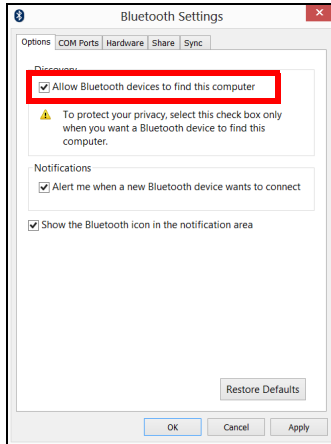 Bluetooth Settings
Options COM Ports Hardware Share Sync
Discovery
Allow Bluetooth devices to find this computer
To protect your privacy, select this check box only
when you want a Bluetooth device to find this
computer.
Notifications
Alert me when a new Bluetooth device wants to connect
Show the Bluetooth icon in the notification area
Restore Defaults
OK Cancel Apply